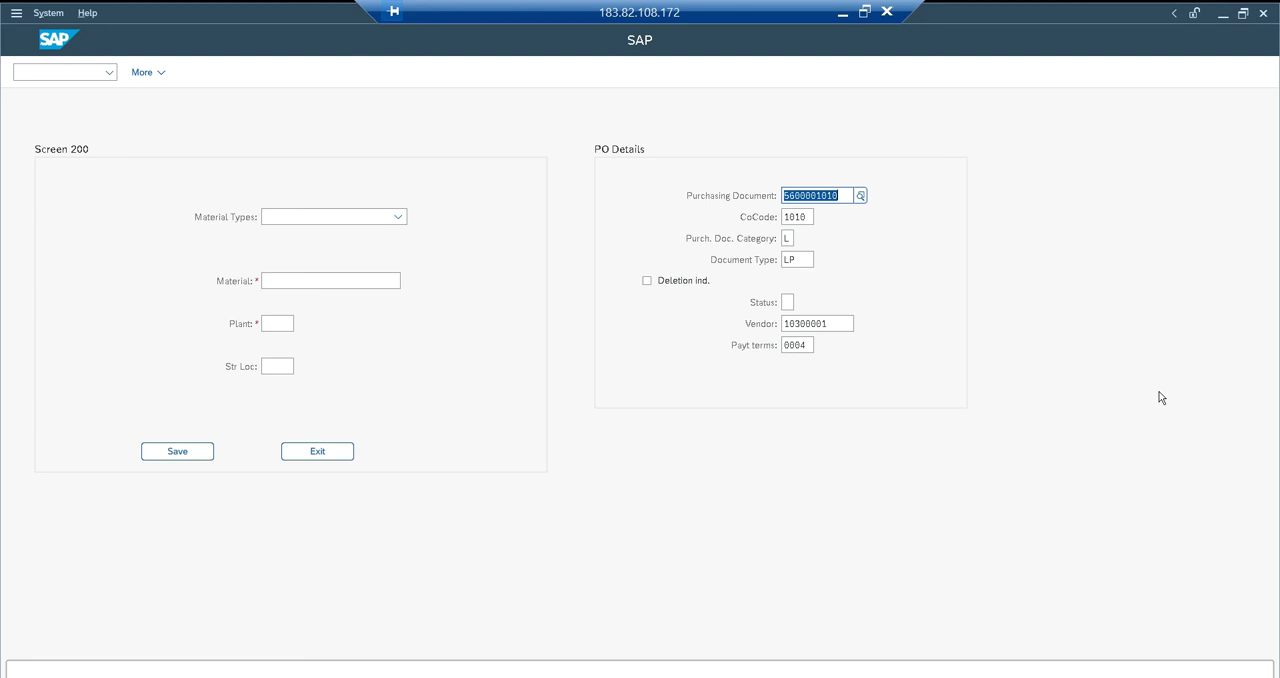 System Help
183.82.108.172
SAP
SAP
More
Screen 200
Material Types:
Material: *
Plant: *
Str Loc:
Save
Exit
PO Details
Purchasing Document: 5600001010
CoCode: 1010
Purch. Doc. Category: L
Document Type: LP
Deletion ind.
Status:
Vendor: 10300001
Payt terms: 0004